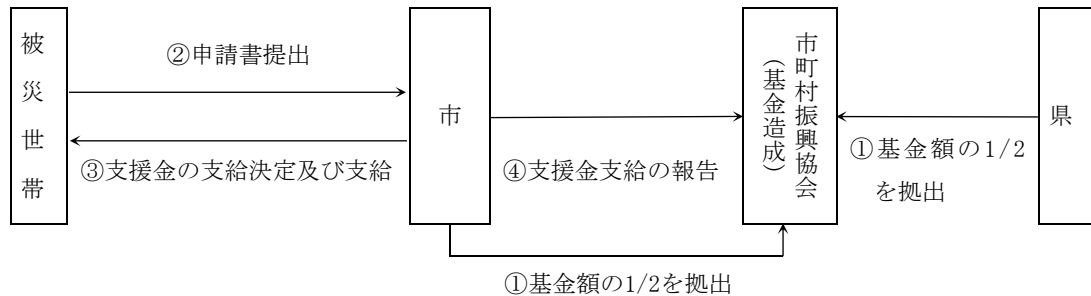 被災世帯
②申請書提出
③支援金の支給決定及び支給
市
④支援金支給の報告
市町村振興協会
(基金造成)
①基金額の1/2
を拠出
県
①基金額の1/2を拠出